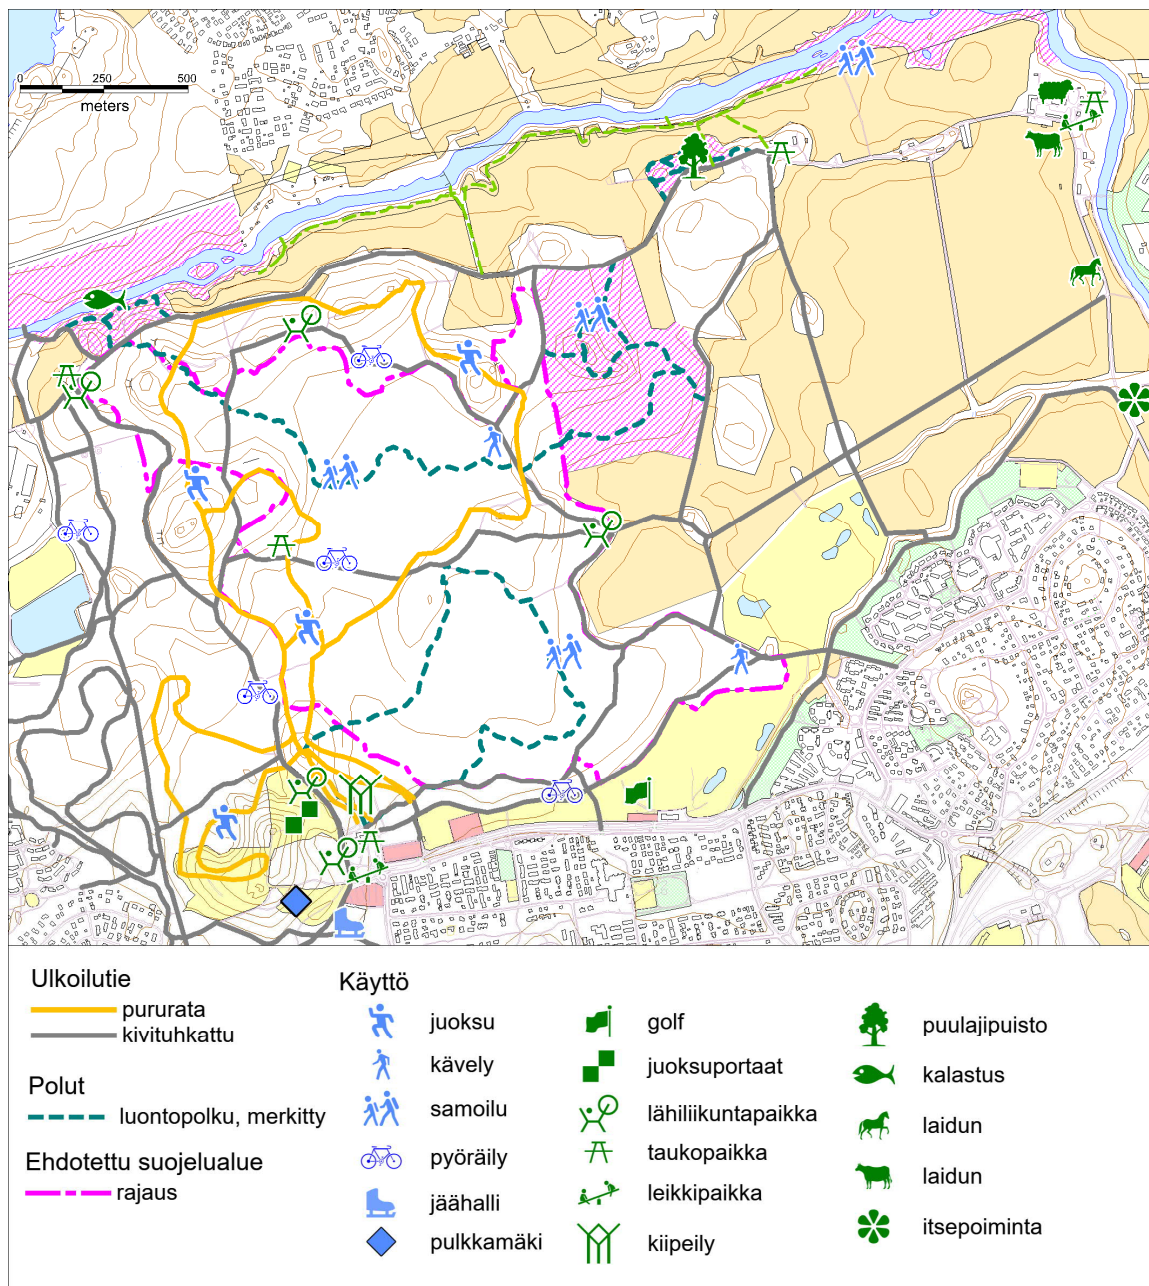 0 250 500
meters
Ulkoilutie
pururata
kivituhkattu
Polut
luontopolku, merkitty
Ehdotettu suojelualue
rajaus
Käyttö
juoksu
kävely
samoilu
pyöräily
jäähalli
pulkkamäki
golf
juoksuportaat
lähiliikuntapaikka
taukopaikka
leikkipaikka
kiipeily
puulajipuisto
kalastus
laidun
laidun
itsepoiminta